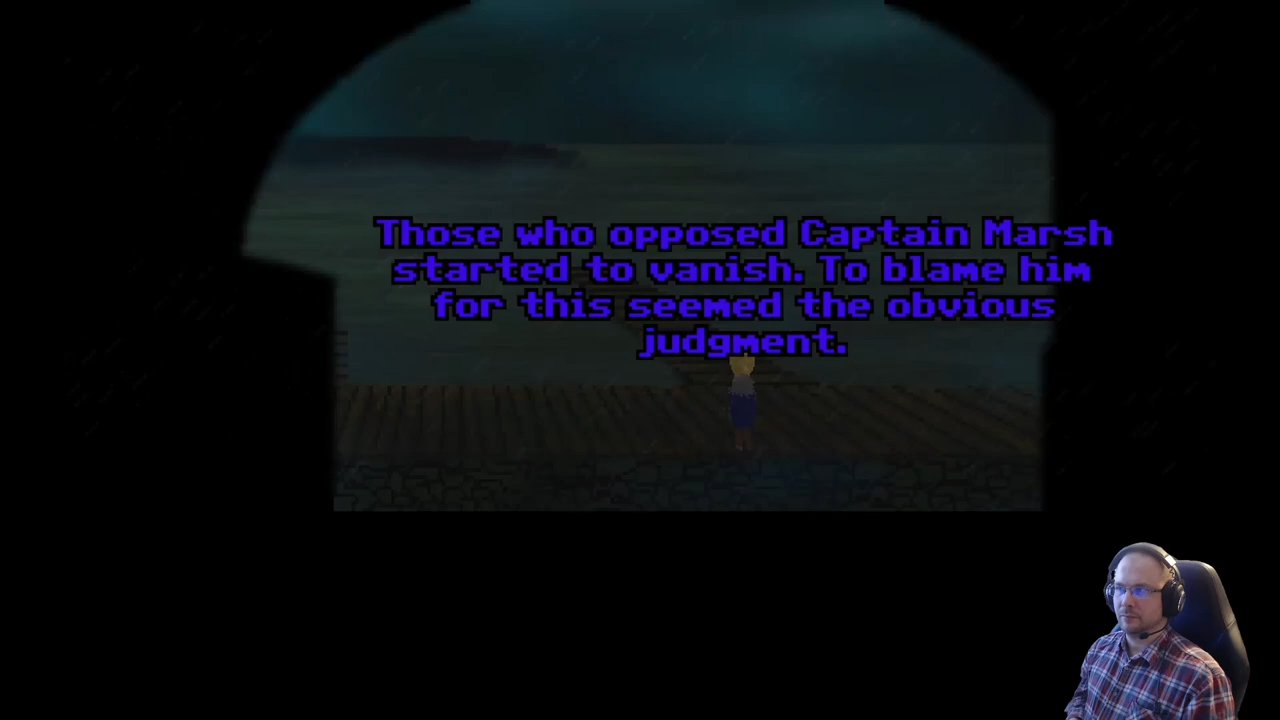 Those who opposed Captain Marsh
started to vanish. To blame him
for this seemed the obvious
judgment.